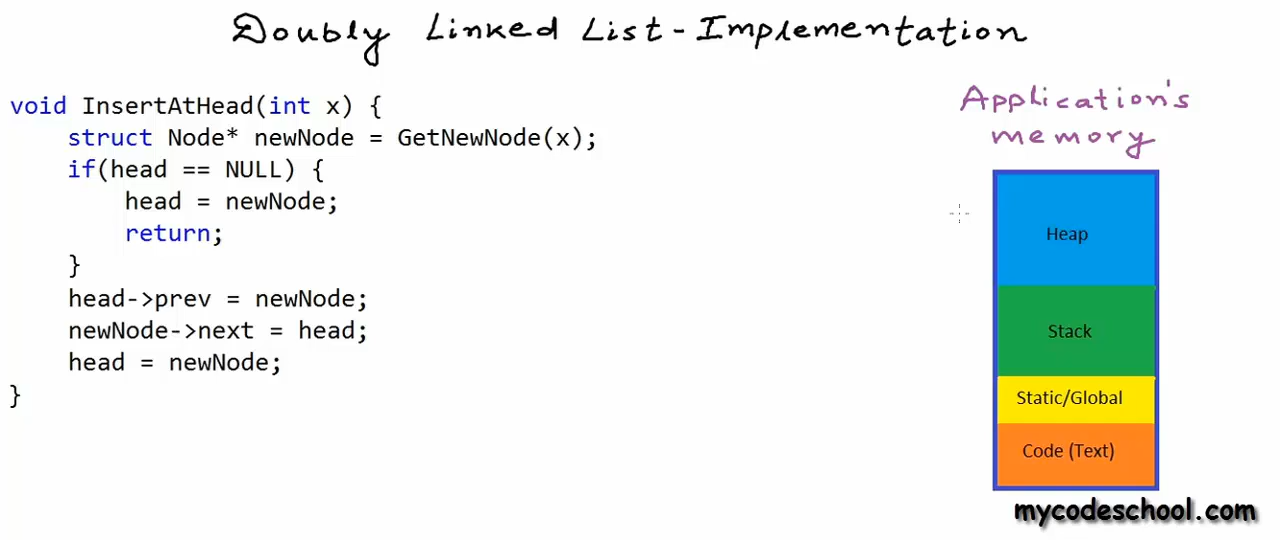 Doubly Linked List - Implementation
void InsertAtHead(int x) {
struct Node* newNode = GetNewNode(x);
if(head == NULL) {
head = newNode;
return;
}
head->prev = newNode;
newNode->next = head;
head = newNode;
}
Application's
memory
Heap
Stack
Static/Global
Code (Text)
mycodeschool.com